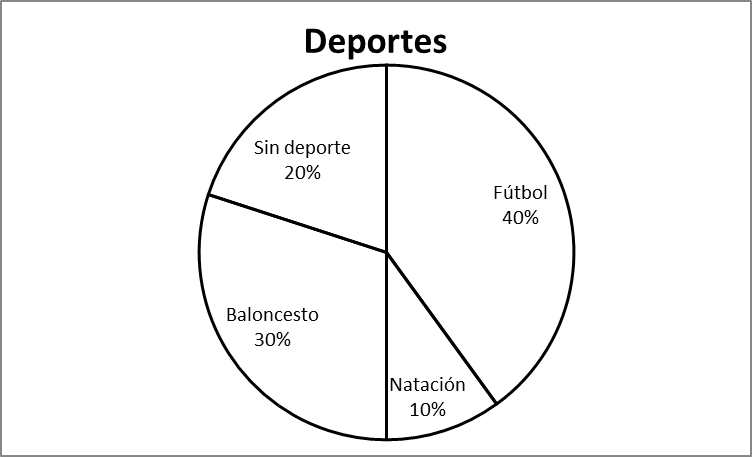 Deportes
Sin deporte
20%
Fútbol
40%
Baloncesto
30%
Natación
10%